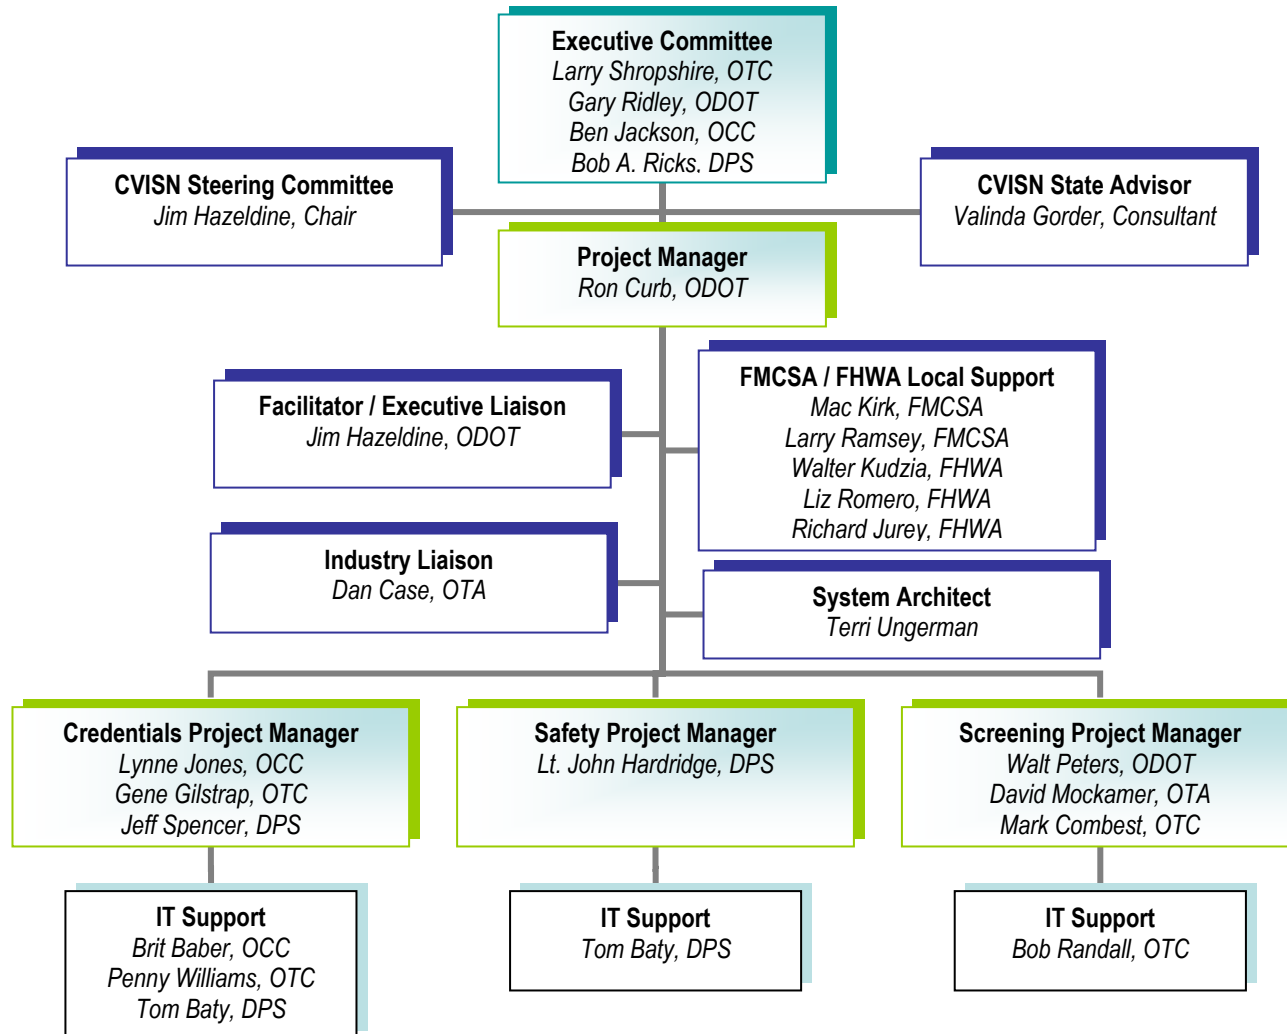 Executive Committee
Larry Shropshire, OTC
Gary Ridley, ODOT
Ben Jackson, OCC
Bob A. Ricks, DPS
CVISN Steering Committee
Jim Hazeldine, Chair
CVISN State Advisor
Valinda Gorder, Consultant
Project Manager
Ron Curb, ODOT
Facilitator / Executive Liaison
Jim Hazeldine, ODOT
FMCSA / FHWA Local Support
Mac Kirk, FMCSA
Larry Ramsey, FMCSA
Walter Kudzia, FHWA
Liz Romero, FHWA
Richard Jurey, FHWA
Industry Liaison
Dan Case, OTA
System Architect
Terri Ungerman
Credentials Project Manager
Lynne Jones, OCC
Gene Gilstrap, OTC
Jeff Spencer, DPS
Safety Project Manager
Lt. John Hardridge, DPS
Screening Project Manager
Walt Peters, ODOT
David Mockamer, OTA
Mark Combest, OTC
IT Support
Brit Baber, OCC
Penny Williams, OTC
Tom Baty, DPS
IT Support
Tom Baty, DPS
IT Support
Bob Randall, OTC